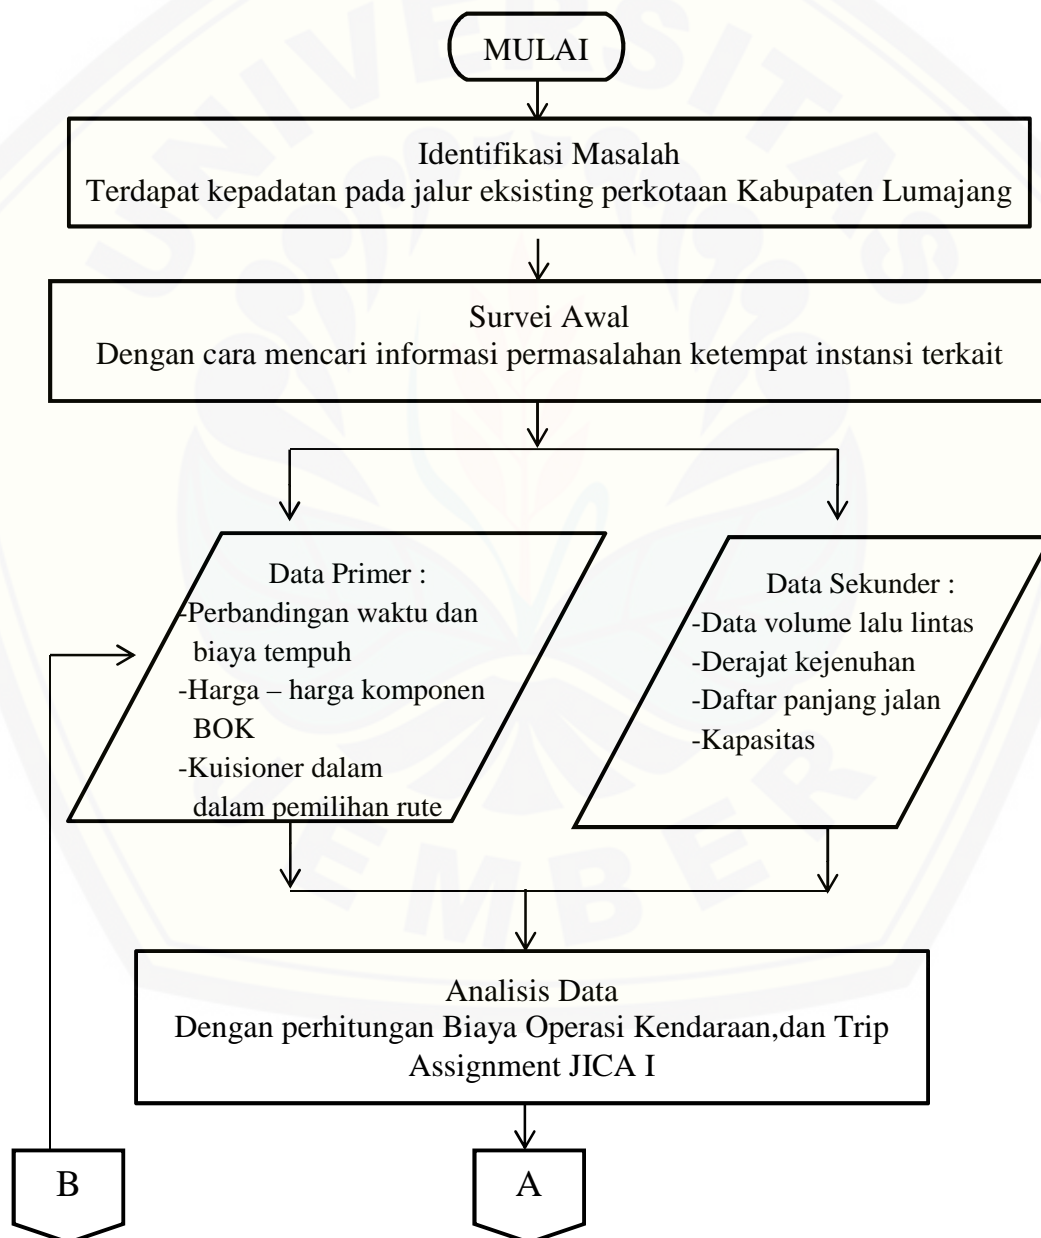 MULAI
Identifikasi Masalah
Terdapat kepadatan pada jalur eksisting perkotaan Kabupaten Lumajang
Survei Awal
Dengan cara mencari informasi permasalahan ketempat instansi terkait
Data Primer :
-Perbandingan waktu dan
biaya tempuh
-Harga – harga komponen
BOK
-Kuisioner dalam
dalam pemilihan rute
Data Sekunder :
-Data volume lalu lintas
-Derajat kejenuhan
-Daftar panjang jalan
-Kapasitas
Analisis Data
Dengan perhitungan Biaya Operasi Kendaraan,dan Trip
Assignment JICA I
B
A
UNIVERSITAS
JEMBER